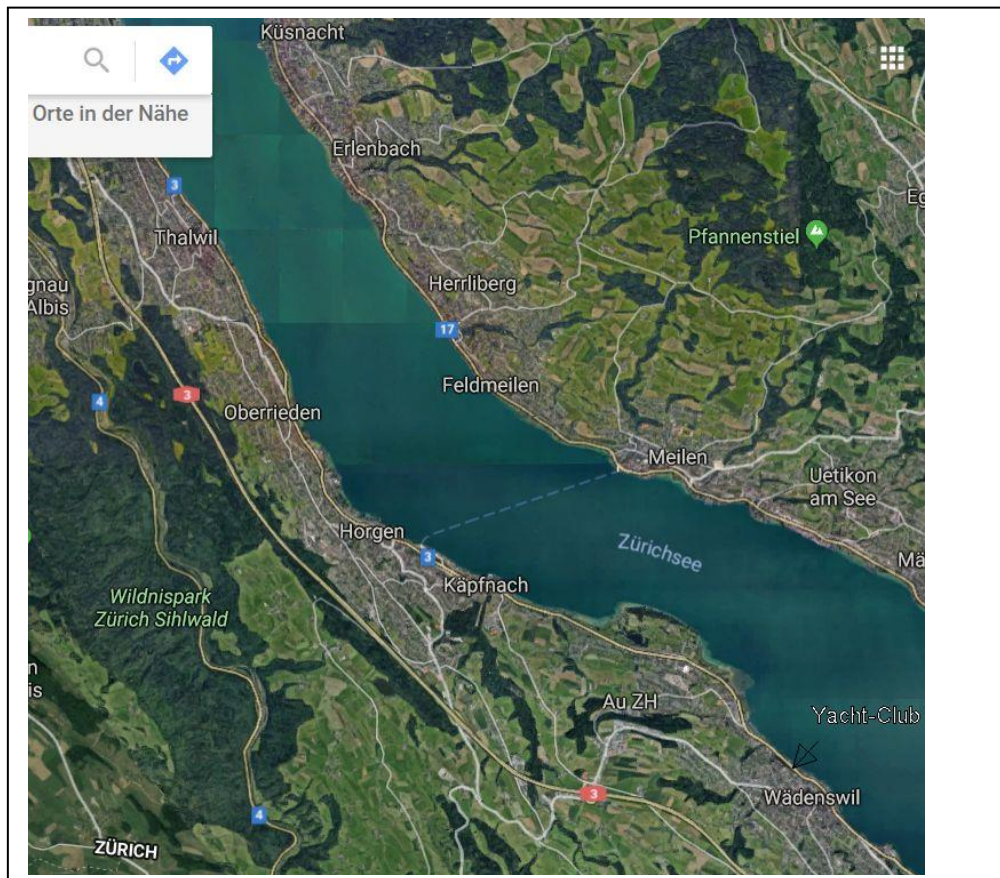 Küsnacht
Orte in der Nähe
Erlenbach
3
Thalwil
Pfannenstiel
gnau
Albis
Herrliberg
17
Feldmeilen
3
4
Oberrieden
Meilen
Uetikon
am See
Horgen
3
Zürichsee
Käpfnach
Mä
Wildnispark
Zürich Sihlwald
n
is
Au ZH
Yacht-Club
3
Wädenswil
4
ZÜRICH